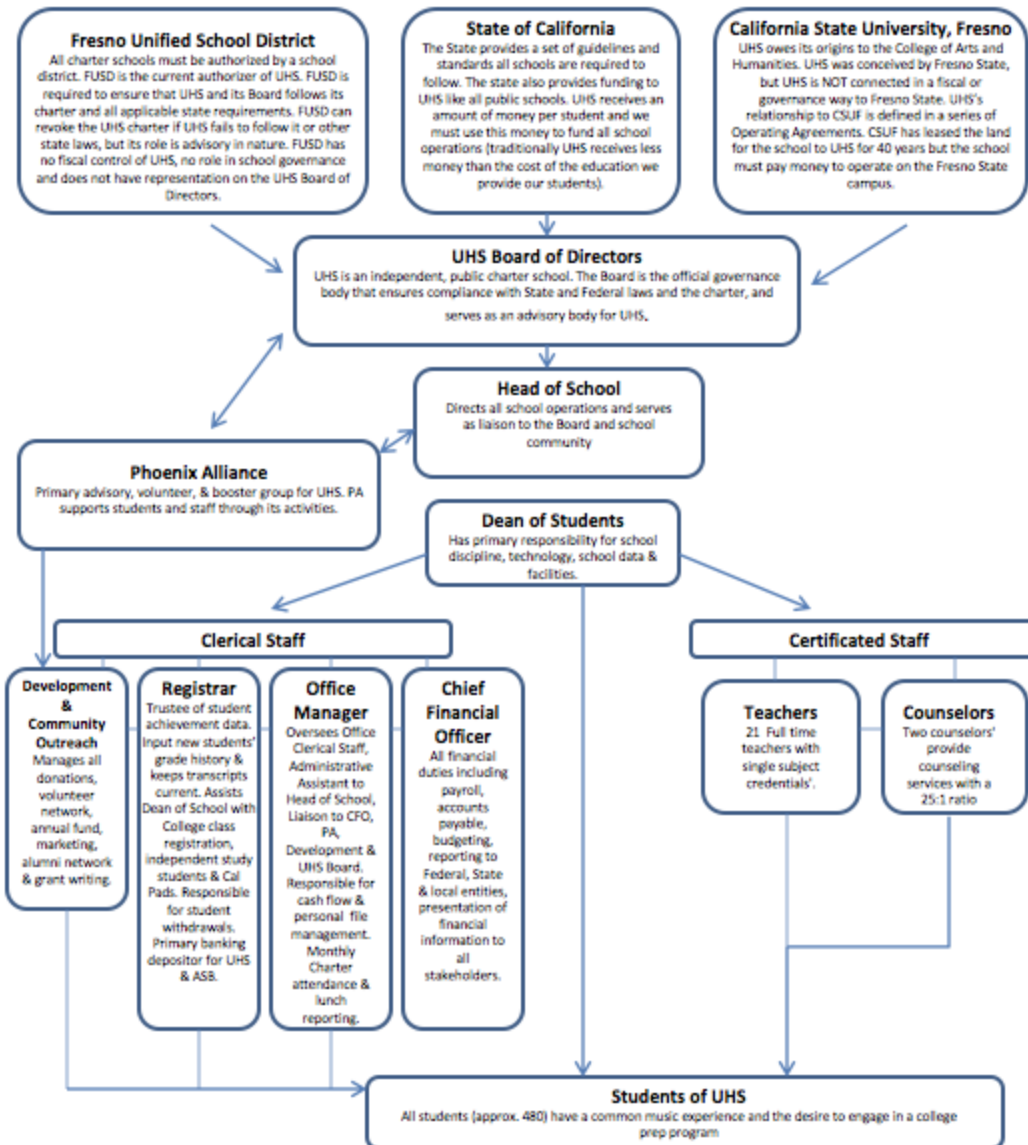 Fresno Unified School District
All charter schools must be authorized by a school
district. FUSD is the current authorizer of UHS. FUSD is
required to ensure that UHS and its Board follows its
charter and all applicable state requirements. FUSD can
revoke the UHS charter if UHS fails to follow it or other
state laws, but its role is advisory in nature. FUSD has
no fiscal control of UHS, no role in school governance
and does not have representation on the UHS Board of
Directors.
State of California
The State provides a set of guidelines and
standards all schools are required to
follow. The state also provides funding to
UHS like all public schools. UHS receives an
amount of money per student and we
must use this money to fund all school
operations (traditionally UHS receives less
money than the cost of the education we
provide our students).
California State University, Fresno
UHS owes its origins to the College of Arts and
Humanities. UHS was conceived by Fresno State,
but UHS is NOT connected in a fiscal or
governance way to Fresno State. UHS's
relationship to CSUF is defined in a series of
Operating Agreements. CSUF has leased the land
for the school to UHS for 40 years but the school
must pay money to operate on the Fresno State
campus.
UHS Board of Directors
UHS is an independent, public charter school. The Board is the official governance
body that ensures compliance with State and Federal laws and the charter, and
serves as an advisory body for UHS.
Head of School
Directs all school operations and serves
as liaison to the Board and school
community
Phoenix Alliance
Primary advisory, volunteer, & booster group for UHS. PA
supports students and staff through its activities.
Dean of Students
Has primary responsibility for school
discipline, technology, school data &
facilities.
Clerical Staff
Certificated Staff
Development
&
Community
Outreach
Manages all
donations,
volunteer
network,
annual fund,
marketing,
alumni network
& grant writing.
Registrar
Trustee of student
achievement data.
Input new students'
grade history &
keeps transcripts
current. Assists
Dean of School with
College class
registration,
independent study
students & Cal
Pads. Responsible
for student
withdrawals.
Primary banking
depositor for UHS
& ASB.
Office
Manager
Oversees Office
Clerical Staff,
Administrative
Assistant to
Head of School,
Liaison to CFO,
PA,
Development &
UHS Board.
Responsible for
cash flow &
personal file
management.
Monthly
Charter
attendance &
lunch
reporting.
Chief
Financial
Officer
All financial
duties including
payroll,
accounts
payable,
budgeting,
reporting to
Federal, State
& local entities,
presentation of
financial
information to
all
stakeholders.
Teachers
21 Full time
teachers with
single subject
credentials'.
Counselors
Two counselors'
provide
counseling
services with a
25:1 ratio
Students of UHS
All students (approx. 480) have a common music experience and the desire to engage in a college
prep program